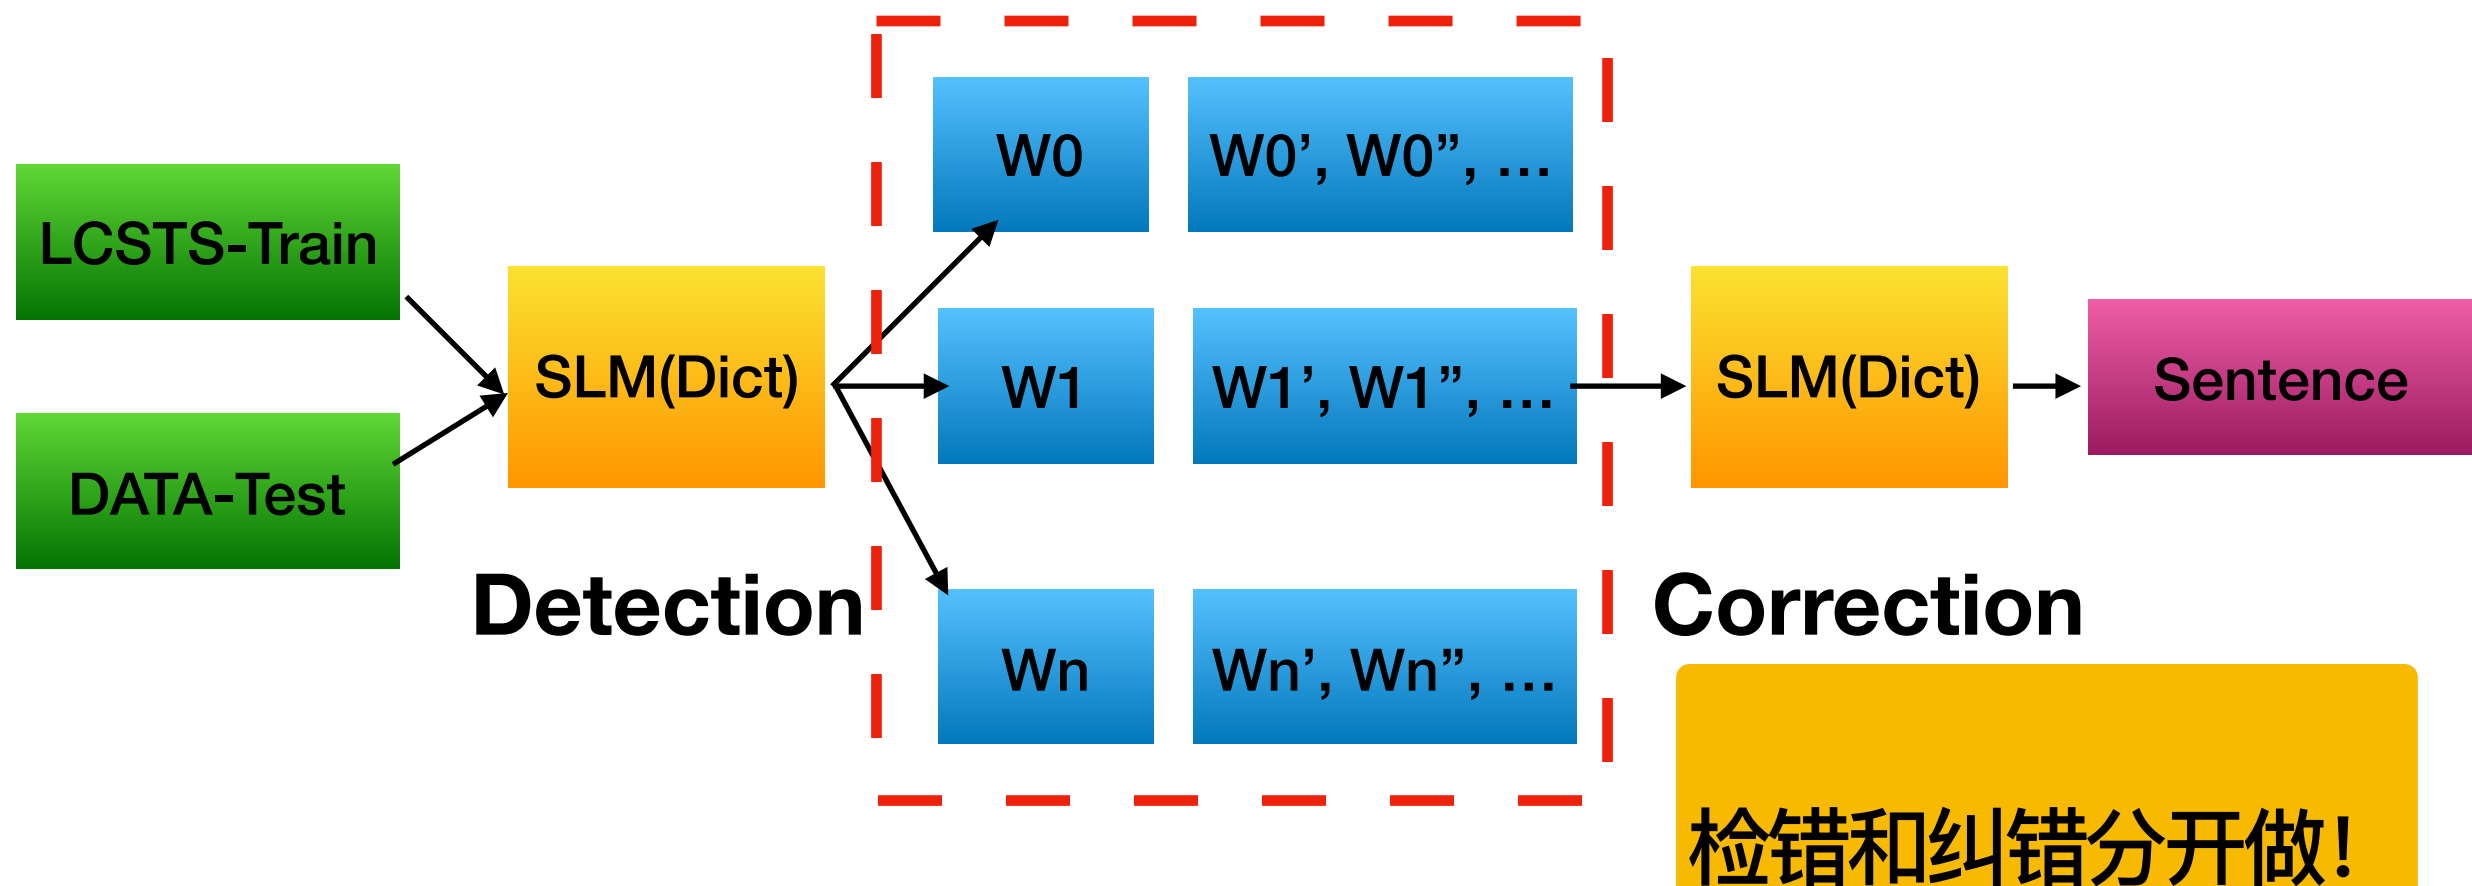 LCSTS-Train
DATA-Test
SLM(Dict)
Detection
W0
W0’, W0”, …
W1
W1’, W1”, …
Wn
Wn’, Wn”, …
SLM(Dict)
Correction
Sentence
检错和纠错分开做！